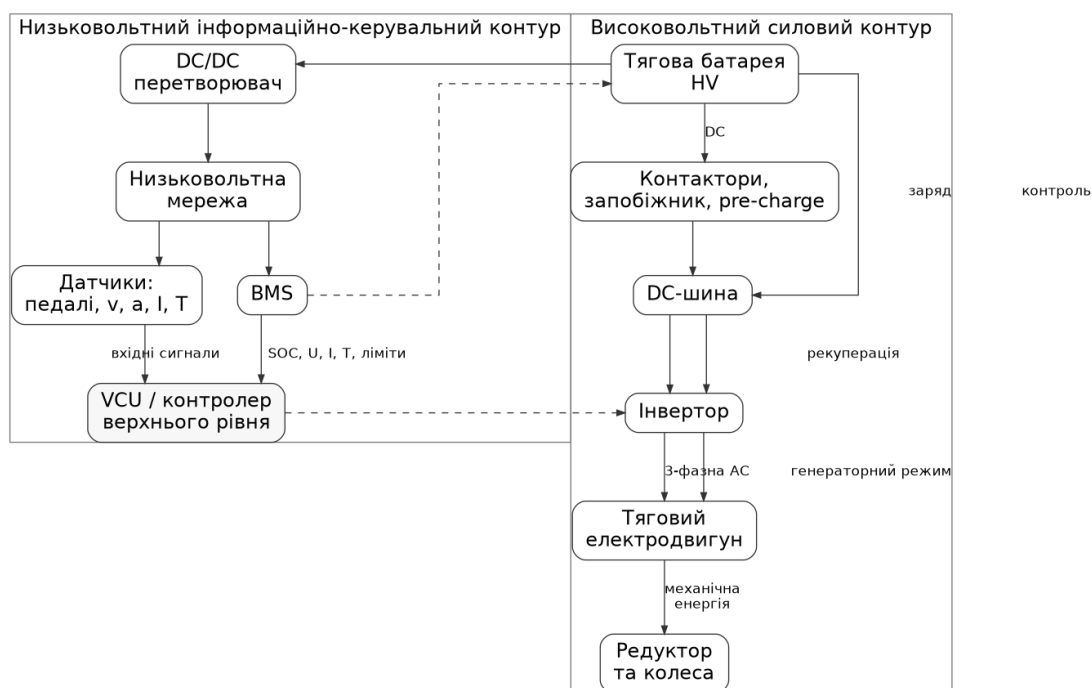 Низьковольтний інформаційно-керувальний контур
Високовольтний силовий контур
DC/DC
перетворювач
Тягова батарея
HV
DC
Низьковольтна
мережа
Контактори,
запобіжник, pre-charge
заряд
контроль
Датчики:
педалі, v, a, I, T
BMS
DC-шина
вхідні сигнали
SOC, U, I, T, ліміти
рекуперація
VCU / контролер
верхнього рівня
Інвертор
3-фазна AC
генераторний режим
Тяговий
електродвигун
механічна
енергія
Редуктор
та колеса